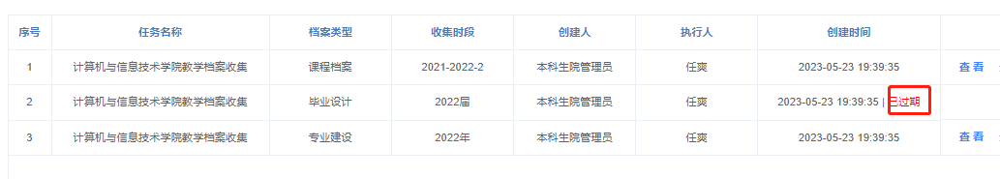 序号 任务名称 档案类型 收集时段 创建人 执行人 创建时间
1 计算机与信息技术学院教学档案收集 课程档案 2021-2022-2 本科生院管理员 任爽 2023-05-23 19:39:35 查 看
2 计算机与信息技术学院教学档案收集 毕业设计 2022届 本科生院管理员 任爽 2023-05-23 19:39:35 | 已过期
3 计算机与信息技术学院教学档案收集 专业建设 2022年 本科生院管理员 任爽 2023-05-23 19:39:35 查 看